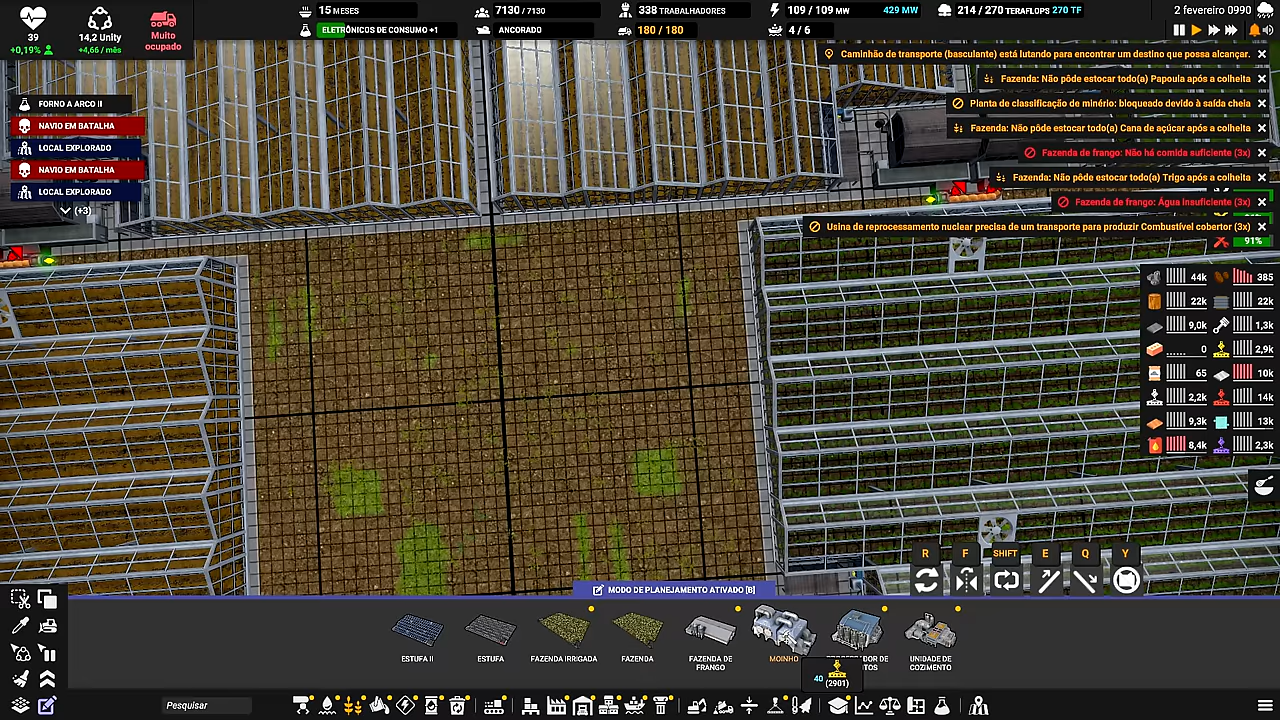 39
+0,19%
14,2 Unity
+4,66 / mês
Muito ocupado
15 MESES
7130 / 7130
338 TRABALHADORES
109 / 109 MW
429 MW
214 / 270 TERAFLOPS
270 TF
2 fevereiro 0990
ELETRÔNICOS DE CONSUMO +1
ANCORADO
180 / 180
4 / 6
Caminhão de transporte (basculante) está lutando para encontrar um destino que possa alcançar.
Fazenda: Não pôde estocar todo(a) Papoula após a colheita
Planta de classificação de minério: bloqueado devido à saída cheia
Fazenda: Não pôde estocar todo(a) Cana de açúcar após a colheita
Fazenda de frango: Não há comida suficiente (3x)
Fazenda: Não pôde estocar todo(a) Trigo após a colheita
Fazenda de frango: Água insuficiente (3x)
Usina de reprocessamento nuclear precisa de um transporte para produzir Combustível cobertor (3x)
FORNO A ARCO II
NAVIO EM BATALHA
LOCAL EXPLORADO
NAVIO EM BATALHA
LOCAL EXPLORADO
(+3)
91%
44k 385
22k 22k
9,0k 1,3k
0 2,9k
65 10k
2,2k 14k
9,3k 13k
8,4k 2,3k
R F SHIFT E Q Y
MODO DE PLANEJAMENTO ATIVADO [B]
ESTUFA II
ESTUFA
FAZENDA IRRIGADA
FAZENDA
FAZENDA DE FRANGO
MOINHO
UNIDADE DE COZIMENTO
40 (2901)
Pesquisar